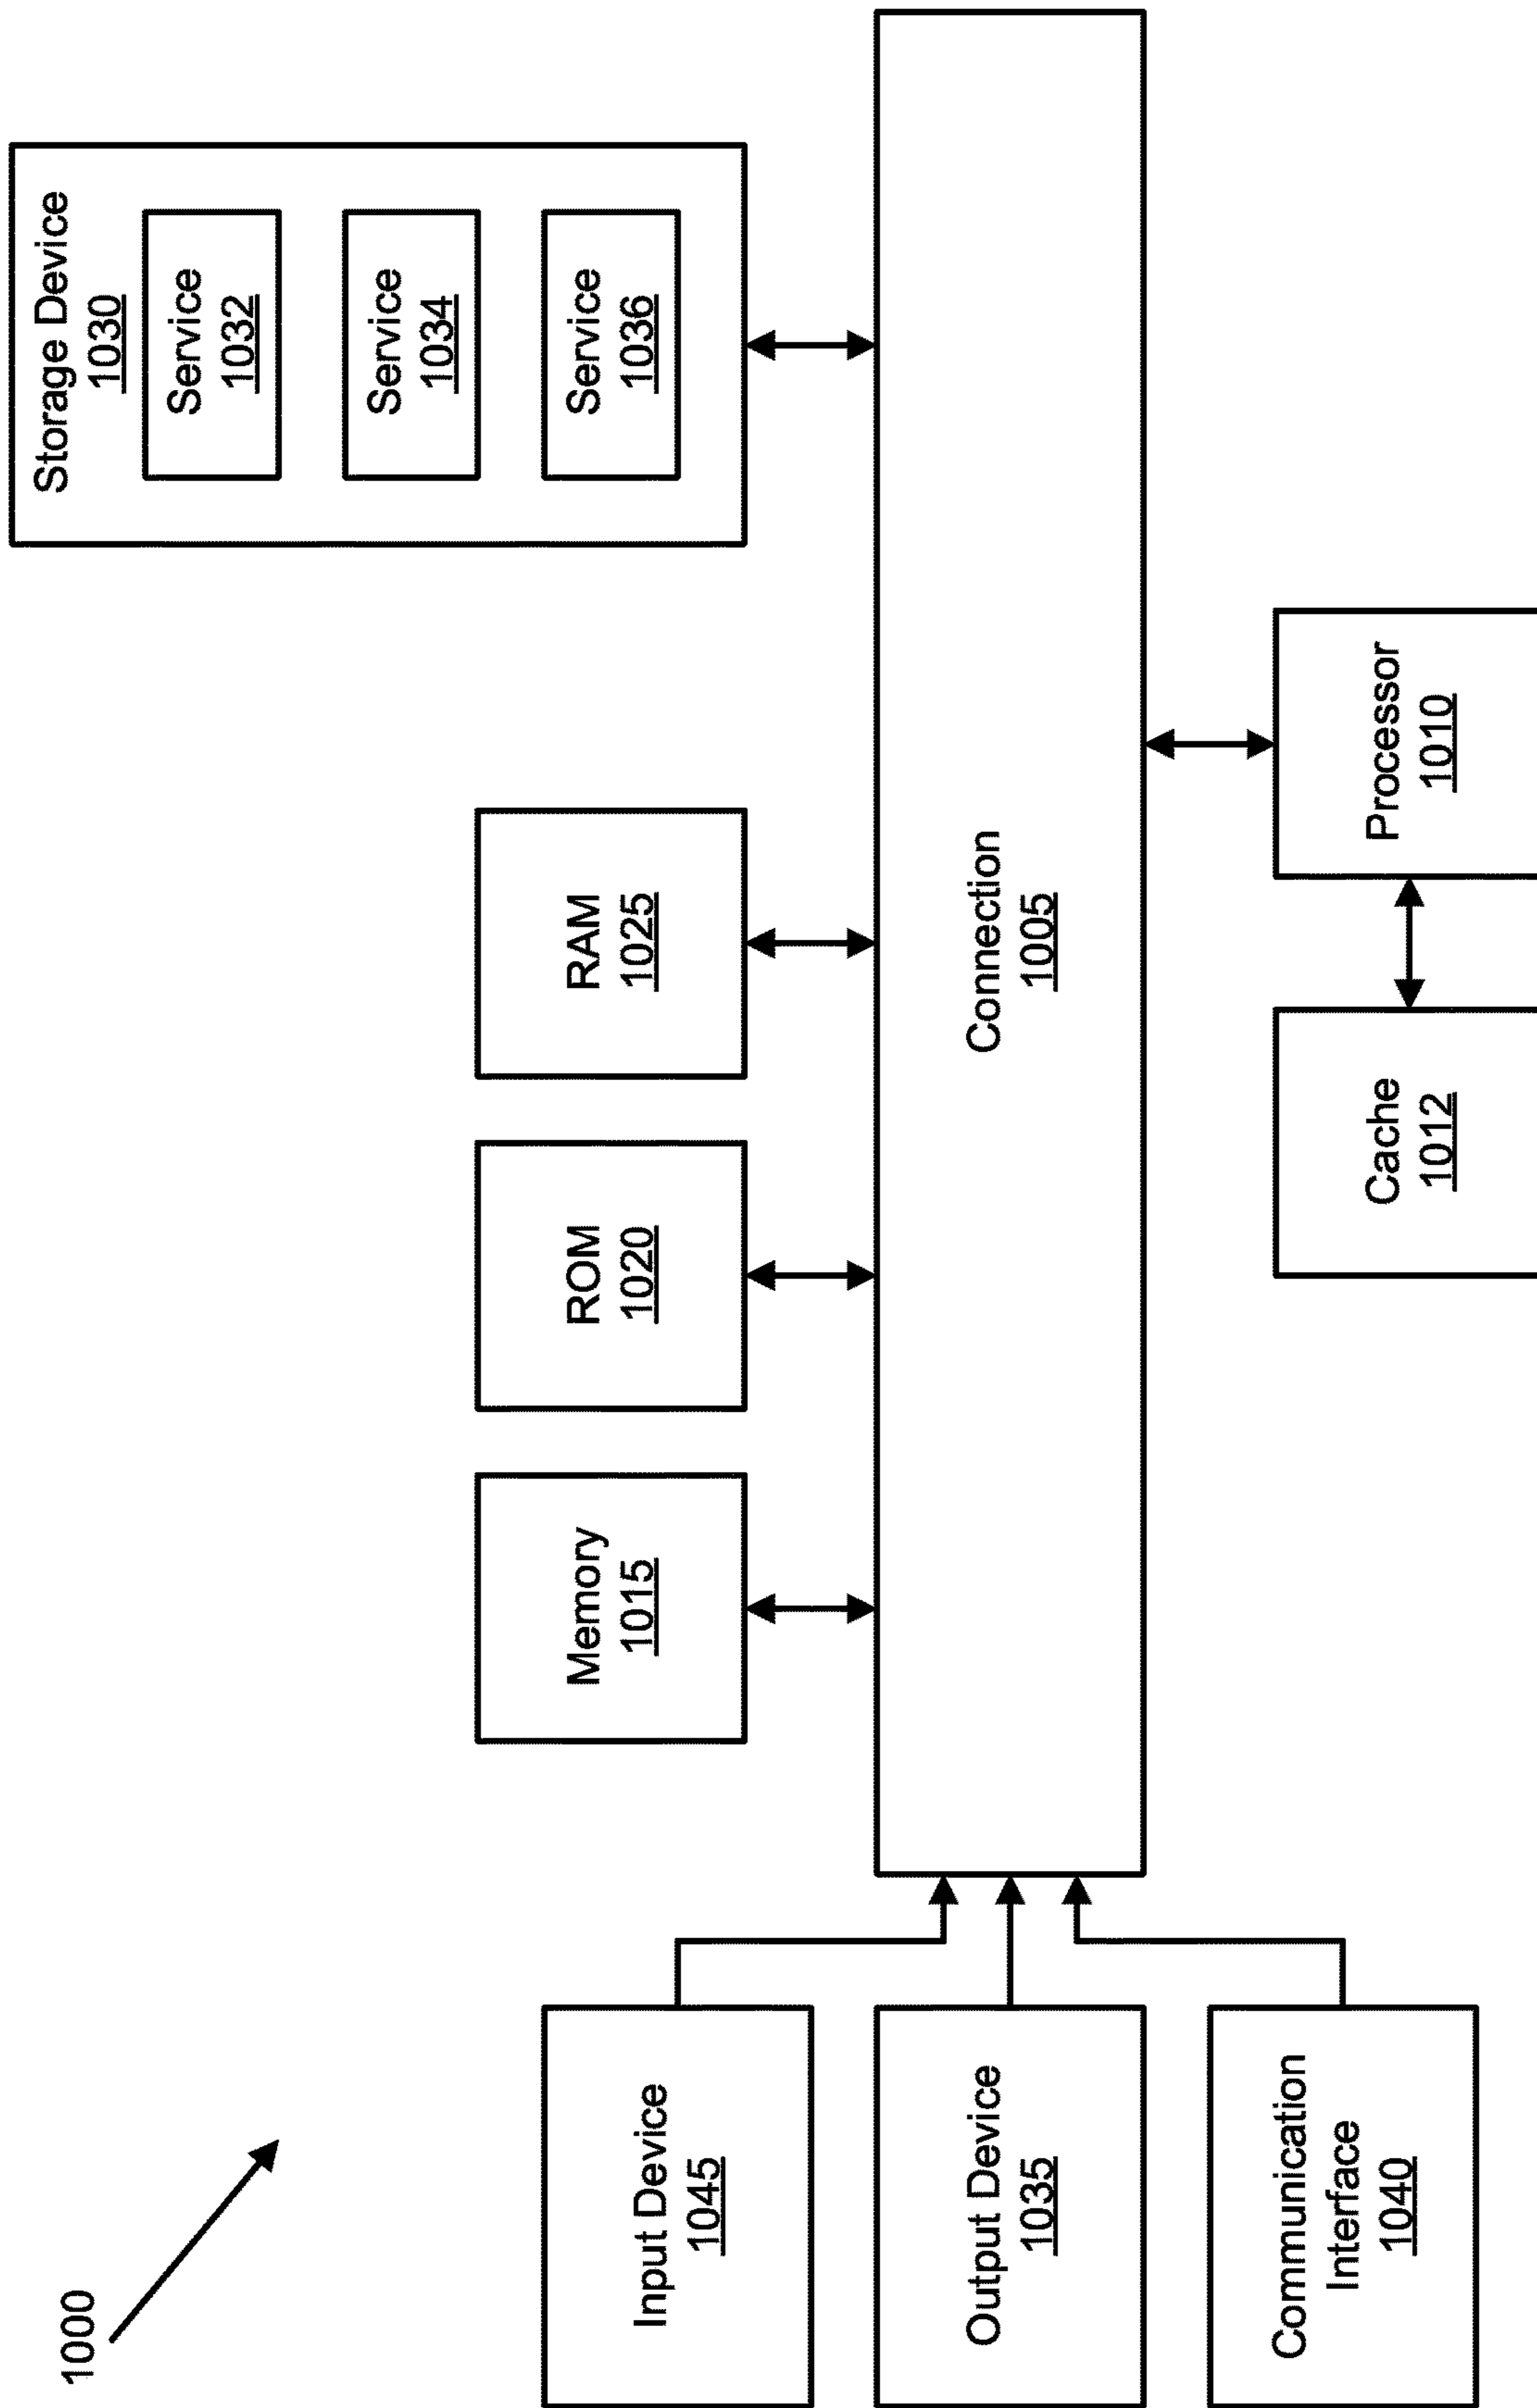 1000
Input Device
1045
Output Device
1035
Communication
Interface
1040
Memory
1015
ROM
1020
RAM
1025
Storage Device
1030
Service
1032
Service
1034
Service
1036
Connection
1005
Cache
1012
Processor
1010